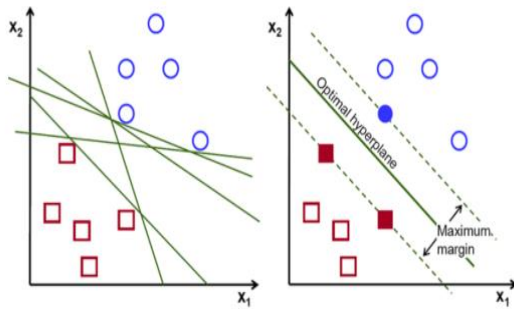 X₂
X₁
X₂
Optimal hyperplane
Maximum
margin
X₁